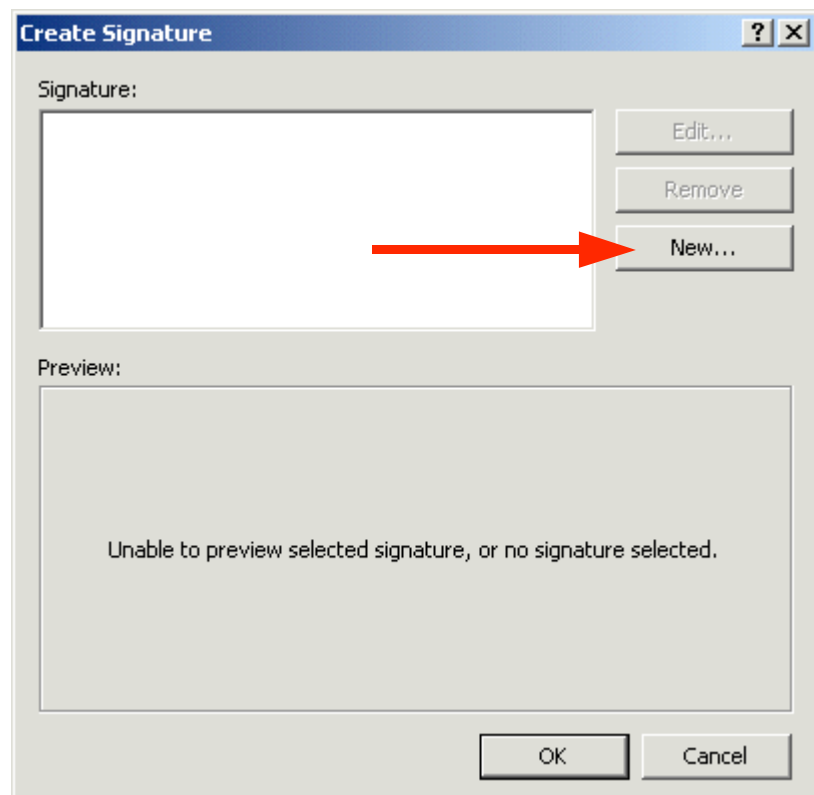 Create Signature
Signature:
Edit...
Remove
New...
Preview:
Unable to preview selected signature, or no signature selected.
OK
Cancel